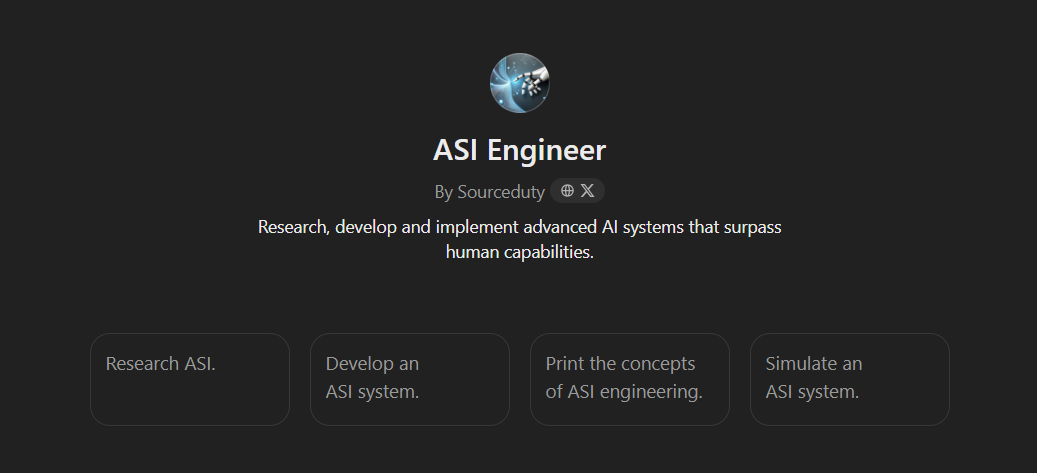 ASI Engineer
By Sourceduty
Research, develop and implement advanced AI systems that surpass
human capabilities.
Research ASI.
Develop an
ASI system.
Print the concepts
of ASI engineering.
Simulate an
ASI system.